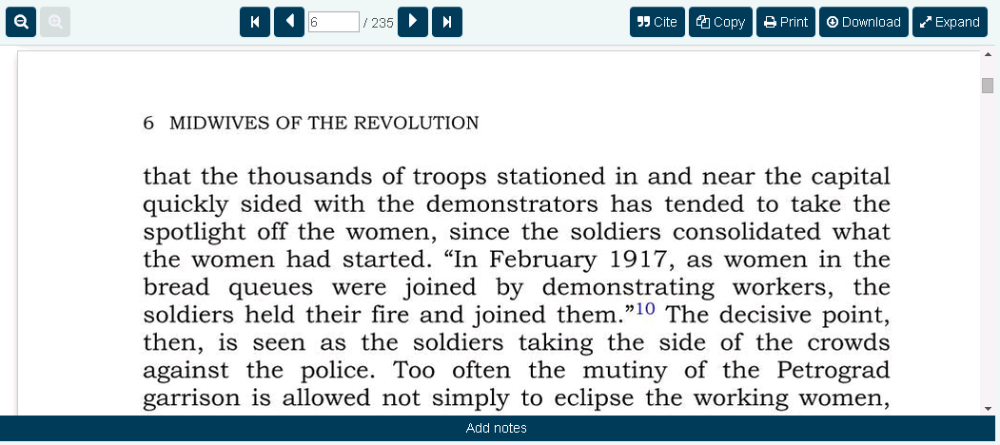 6 / 235 Cite Copy Print Download Expand
6 MIDWIVES OF THE REVOLUTION
that the thousands of troops stationed in and near the capital
quickly sided with the demonstrators has tended to take the
spotlight off the women, since the soldiers consolidated what
the women had started. “In February 1917, as women in the
bread queues were joined by demonstrating workers, the
soldiers held their fire and joined them.”10 The decisive point,
then, is seen as the soldiers taking the side of the crowds
against the police. Too often the mutiny of the Petrograd
garrison is allowed not simply to eclipse the working women,
Add notes